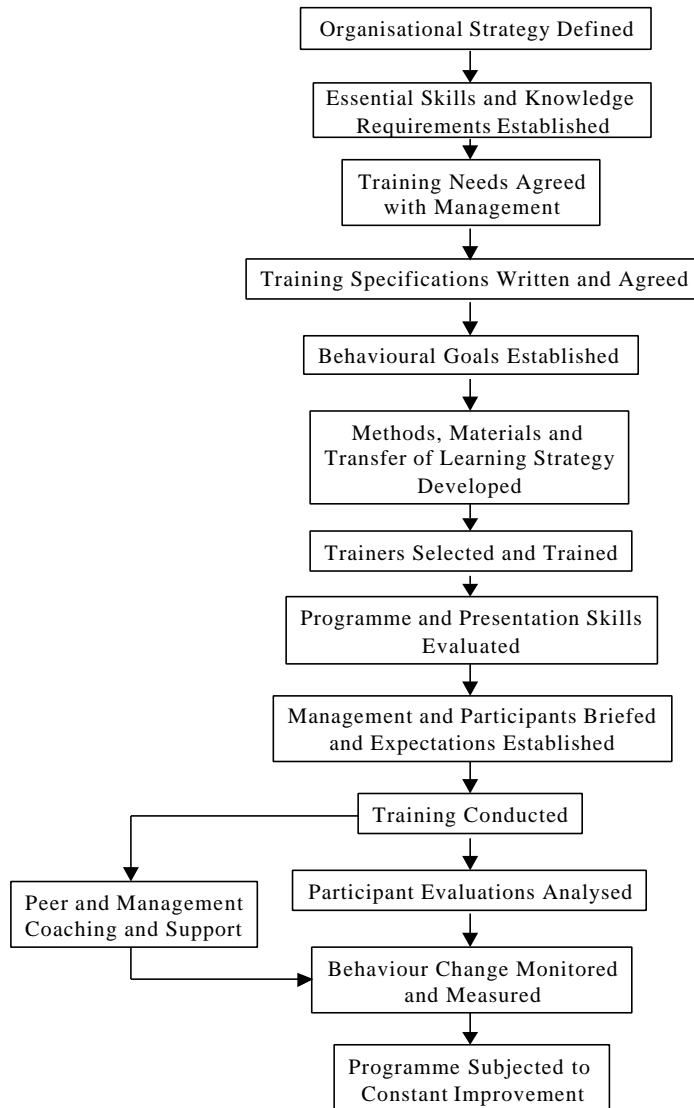 Organisational Strategy Defined
Essential Skills and Knowledge
Requirements Established
Training Needs Agreed
with Management
Training Specifications Written and Agreed
Behavioural Goals Established
Methods, Materials and
Transfer of Learning Strategy
Developed
Trainers Selected and Trained
Programme and Presentation Skills
Evaluated
Management and Participants Briefed
and Expectations Established
Training Conducted
Peer and Management
Coaching and Support
Participant Evaluations Analysed
Behaviour Change Monitored
and Measured
Programme Subjected to
Constant Improvement